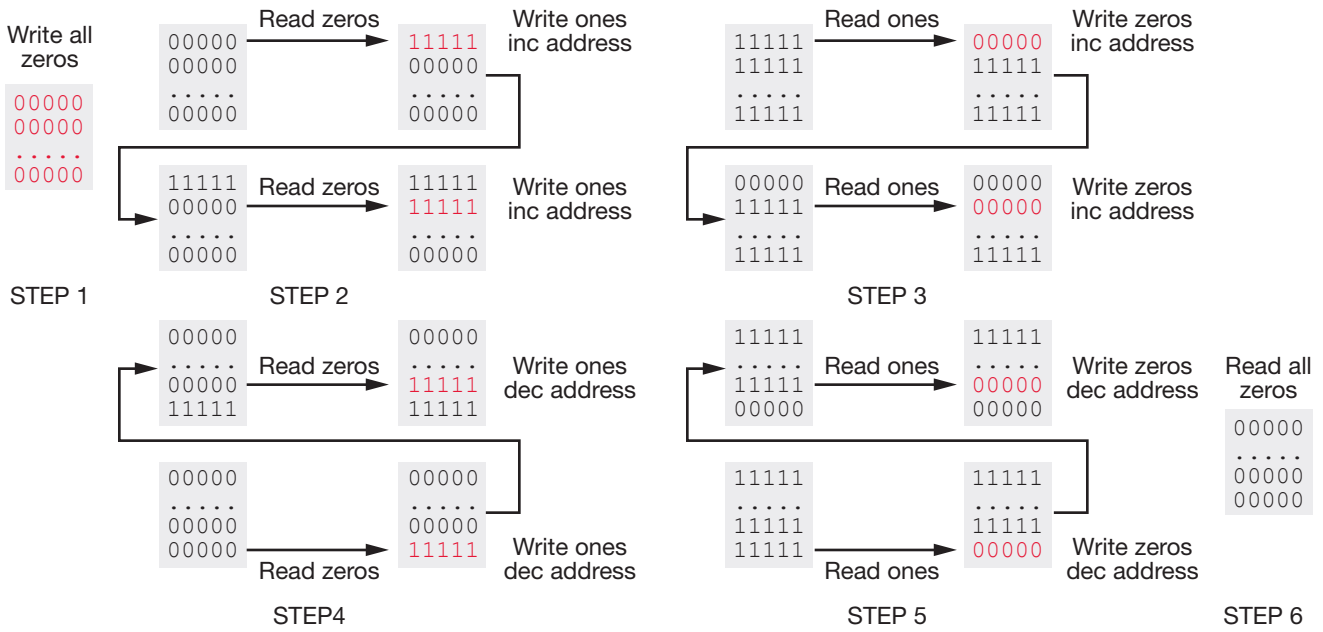 Write all
zeros
00000
00000
.....
00000
STEP 1
00000
00000
.....
00000
Read zeros
11111
00000
.....
00000
Write ones
inc address
11111
00000
.....
00000
Read zeros
11111
11111
.....
00000
Write ones
inc address
STEP 2
11111
11111
.....
11111
Read ones
00000
11111
.....
11111
Write zeros
inc address
00000
11111
.....
11111
Read ones
00000
00000
.....
11111
Write zeros
inc address
STEP 3
00000
.....
00000
11111
Read zeros
00000
.....
11111
11111
Write ones
dec address
00000
.....
00000
00000
Read zeros
00000
.....
00000
11111
Write ones
dec address
STEP4
11111
.....
11111
00000
Read ones
11111
.....
00000
00000
Write zeros
dec address
11111
.....
11111
11111
Read ones
11111
.....
11111
00000
Write zeros
dec address
STEP 5
Read all
zeros
00000
.....
00000
00000
STEP 6